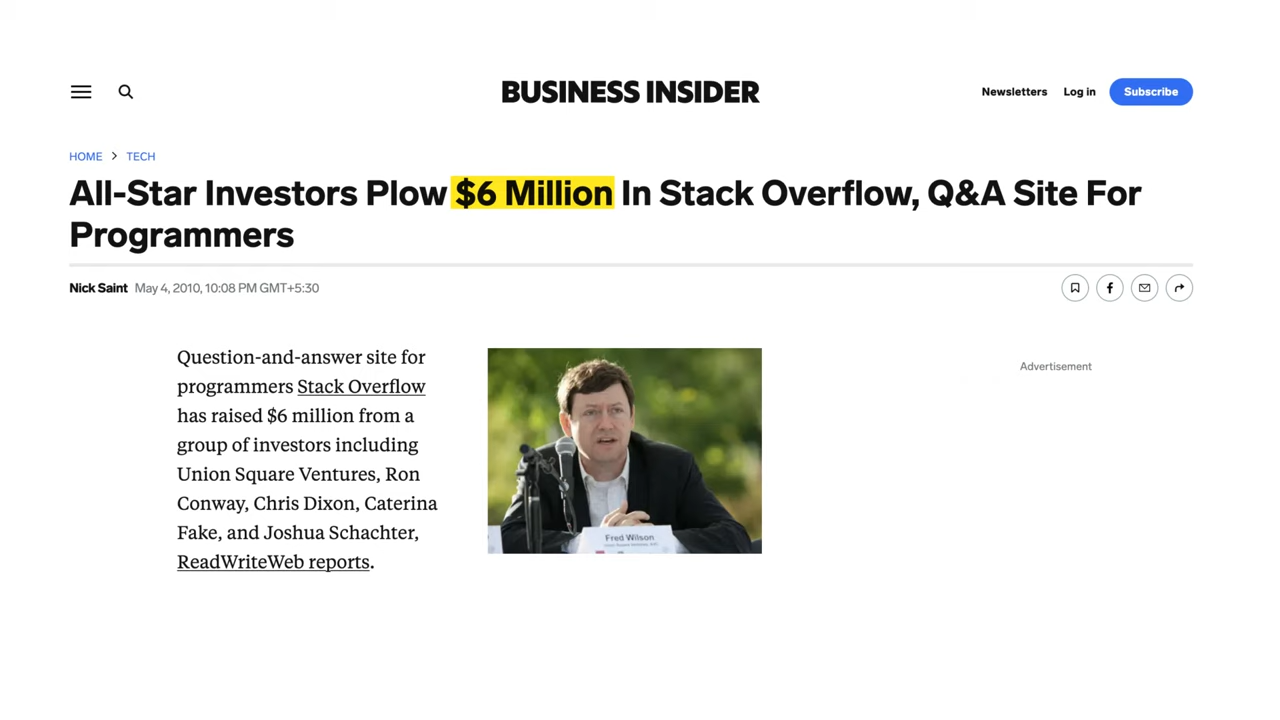 BUSINESS INSIDER
Newsletters Log in Subscribe
HOME > TECH
All-Star Investors Plow $6 Million In Stack Overflow, Q&A Site For
Programmers
Nick Saint May 4, 2010, 10:08 PM GMT+5:30
Question-and-answer site for
programmers Stack Overflow
has raised $6 million from a
group of investors including
Union Square Ventures, Ron
Conway, Chris Dixon, Caterina
Fake, and Joshua Schachter,
ReadWriteWeb reports.
Fred Wilson
Advertisement